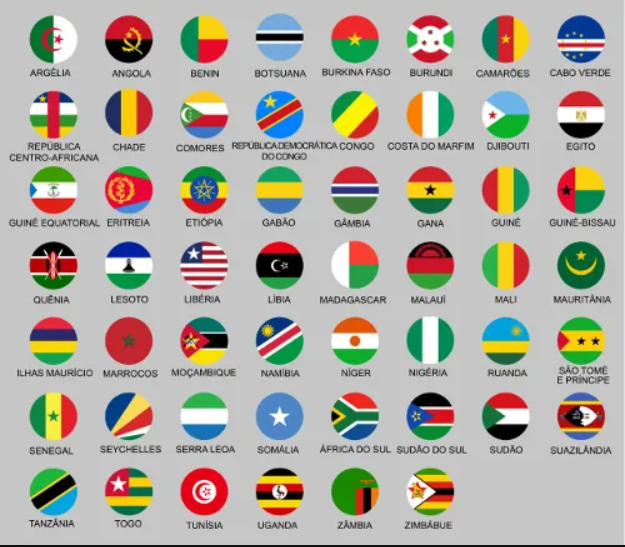 ARGÉLIA ANGOLA BENIN BOTSUANA BURKINA FASO BURUNDI CAMARÕES CABO VERDE
REPÚBLICA CENTRO-AFRICANA CHADE COMORES REPÚBLICA DEMOCRÁTICA DO CONGO CONGO COSTA DO MARFIM DJIBOUTI EGITO
GUINÉ EQUATORIAL ERITREIA ETIÓPIA GABÃO GÂMBIA GANA GUINÉ GUINÉ-BISSAU
QUÊNIA LESOTO LIBÉRIA LÍBIA MADAGASCAR MALAUÍ MALI MAURITÂNIA
ILHAS MAURÍCIO MARROCOS MOÇAMBIQUE NAMÍBIA NÍGER NIGÉRIA RUANDA SÃO TOMÉ E PRÍNCIPE
SENEGAL SEYCHELLES SERRA LEOA SOMÁLIA ÁFRICA DO SUL SUDÃO DO SUL SUDÃO SUAZILÂNDIA
TANZÂNIA TOGO TUNÍSIA UGANDA ZÂMBIA ZIMBÁBUE